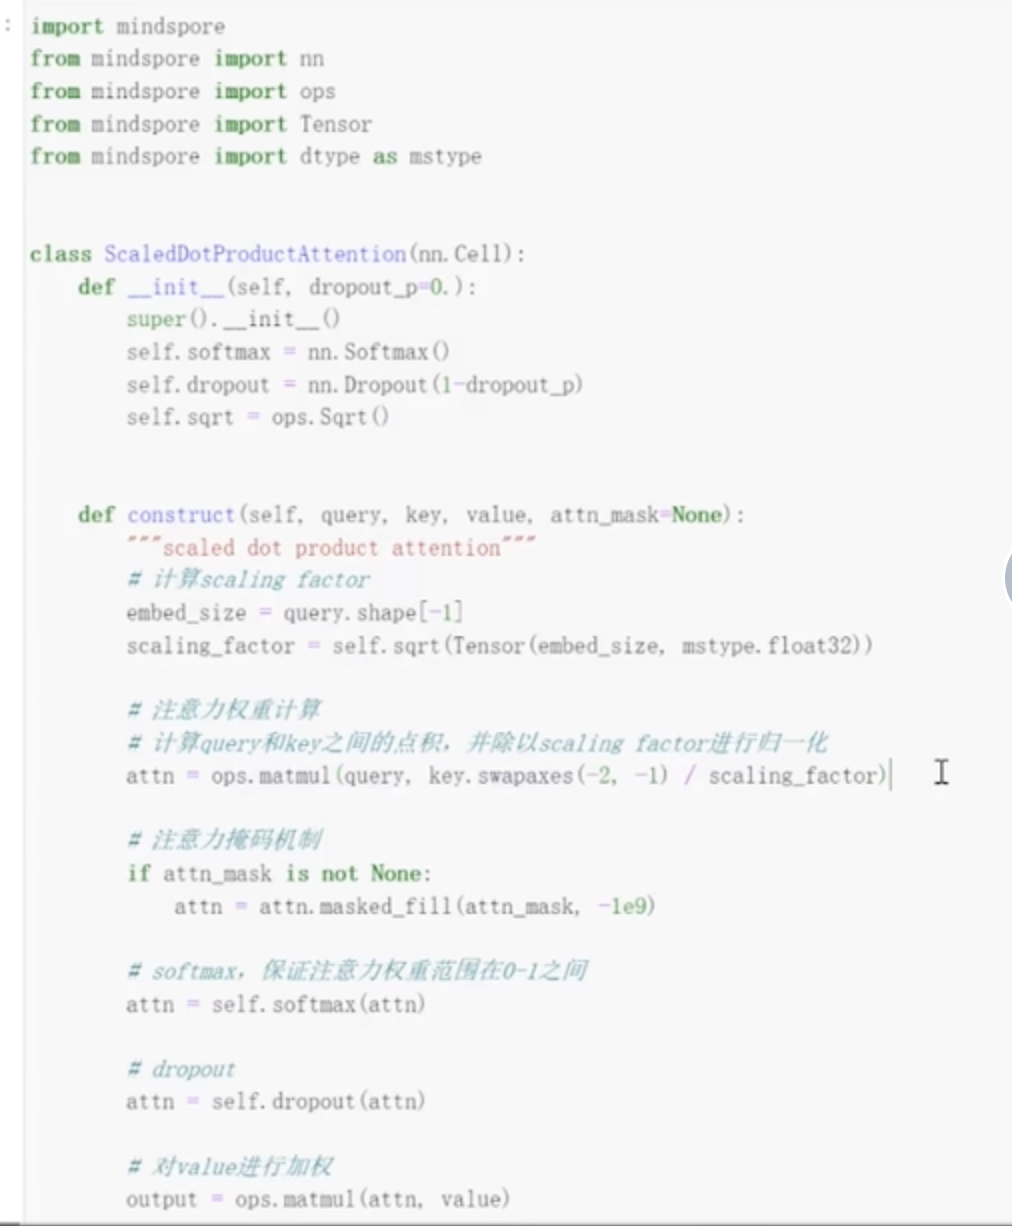 :
import mindspore
from mindspore import nn
from mindspore import ops
from mindspore import Tensor
from mindspore import dtype as mstype
class ScaledDotProductAttention(nn.Cell):
    def __init__(self, dropout_p=0.):
        super().__init__()
        self.softmax = nn.Softmax()
        self.dropout = nn.Dropout(1-dropout_p)
        self.sqrt = ops.Sqrt()
    def construct(self, query, key, value, attn_mask=None):
        """scaled dot product attention"""
        # 计算scaling factor
        embed_size = query.shape[-1]
        scaling_factor = self.sqrt(Tensor(embed_size, mstype.float32))
        # 注意力权重计算
        # 计算query和key之间的点积，并除以scaling factor进行归一化
        attn = ops.matmul(query, key.swapaxes(-2, -1) / scaling_factor)
        # 注意力掩码机制
        if attn_mask is not None:
            attn = attn.masked_fill(attn_mask, -1e9)
        # softmax，保证注意力权重范围在0-1之间
        attn = self.softmax(attn)
        # dropout
        attn = self.dropout(attn)
        # 对value进行加权
        output = ops.matmul(attn, value)